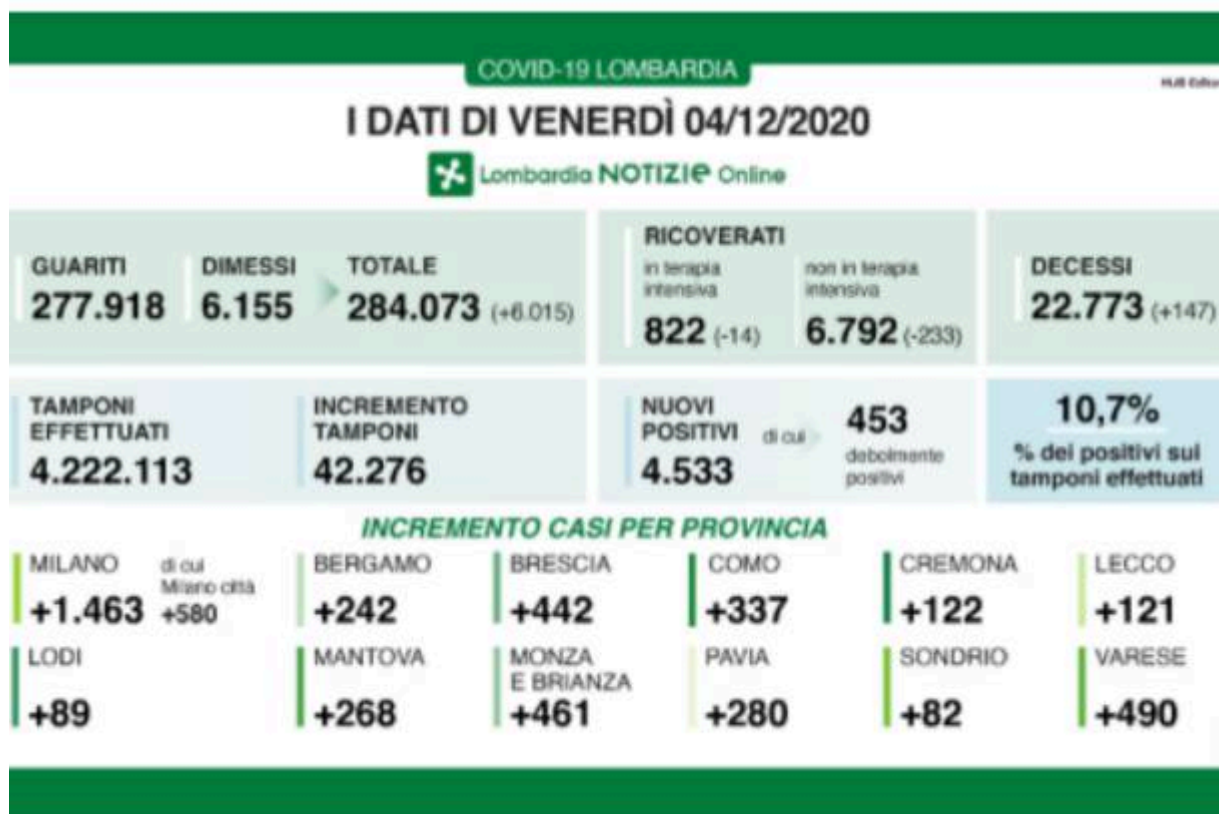 COVID-19 LOMBARDIA
I DATI DI VENERDÌ 04/12/2020
Lombardia NOTIZIE Online
GUARITI
277.918
DIMESSI
6.155
TOTALE
284.073 (+6.015)
RICOVERATI
in terapia
intensiva
822 (-14)
non in terapia
intensiva
6.792 (-233)
DECESSI
22.773 (+147)
TAMPONI
EFFETTUATI
4.222.113
INCREMENTO
TAMPONI
42.276
NUOVI
POSITIVI
4.533
di cui
453
debolmente
positivi
10,7%
% dei positivi sui
tamponi effettuati
INCREMENTO CASI PER PROVINCIA
MILANO
+1.463
di cui
Milano città
+580
BERGAMO
+242
BRESCIA
+442
COMO
+337
CREMONA
+122
LECCO
+121
LODI
+89
MANTOVA
+268
MONZA
E BRIANZA
+461
PAVIA
+280
SONDRIO
+82
VARESE
+490